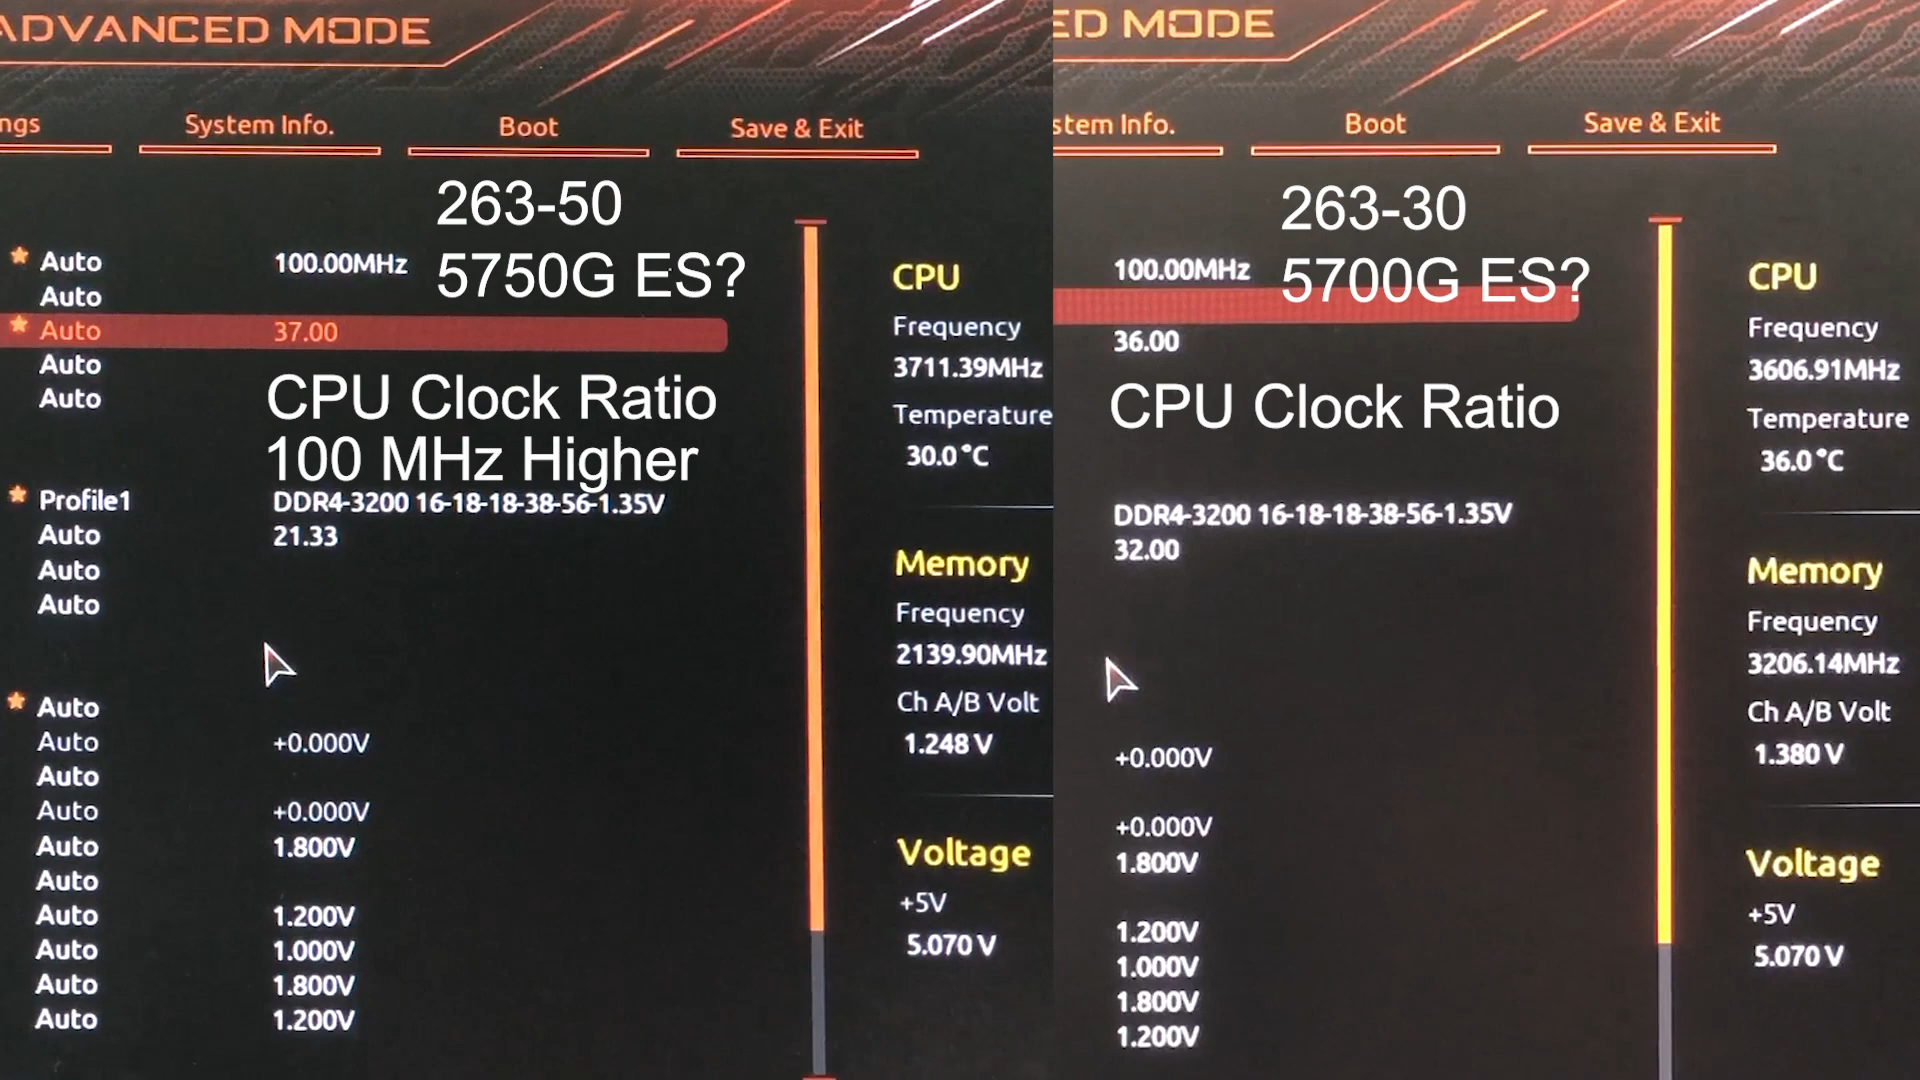 ADVANCED MODE
ngs
System Info.
Boot
Save & Exit
263-50
5750G ES?
Auto
100.00MHz
Auto
Auto
37.00
Auto
Auto
CPU Clock Ratio
100 MHz Higher
Profile1
DDR4-3200 16-18-18-38-56-1.35V
Auto
21.33
Auto
Auto
Auto
Auto
+0.000V
Auto
Auto
+0.000V
Auto
1.800V
Auto
Auto
1.200V
Auto
1.000V
Auto
1.800V
Auto
1.200V
CPU
Frequency
3711.39MHz
Temperature
30.0 °C
Memory
Frequency
2139.90MHz
Ch A/B Volt
1.248 V
Voltage
+5V
5.070 V
ED MODE
stem Info.
Boot
Save & Exit
263-30
5700G ES?
100.00MHz
36.00
CPU Clock Ratio
DDR4-3200 16-18-18-38-56-1.35V
32.00
+0.000V
+0.000V
1.800V
1.200V
1.000V
1.800V
1.200V
CPU
Frequency
3606.91MHz
Temperature
36.0 °C
Memory
Frequency
3206.14MHz
Ch A/B Volt
1.380 V
Voltage
+5V
5.070 V